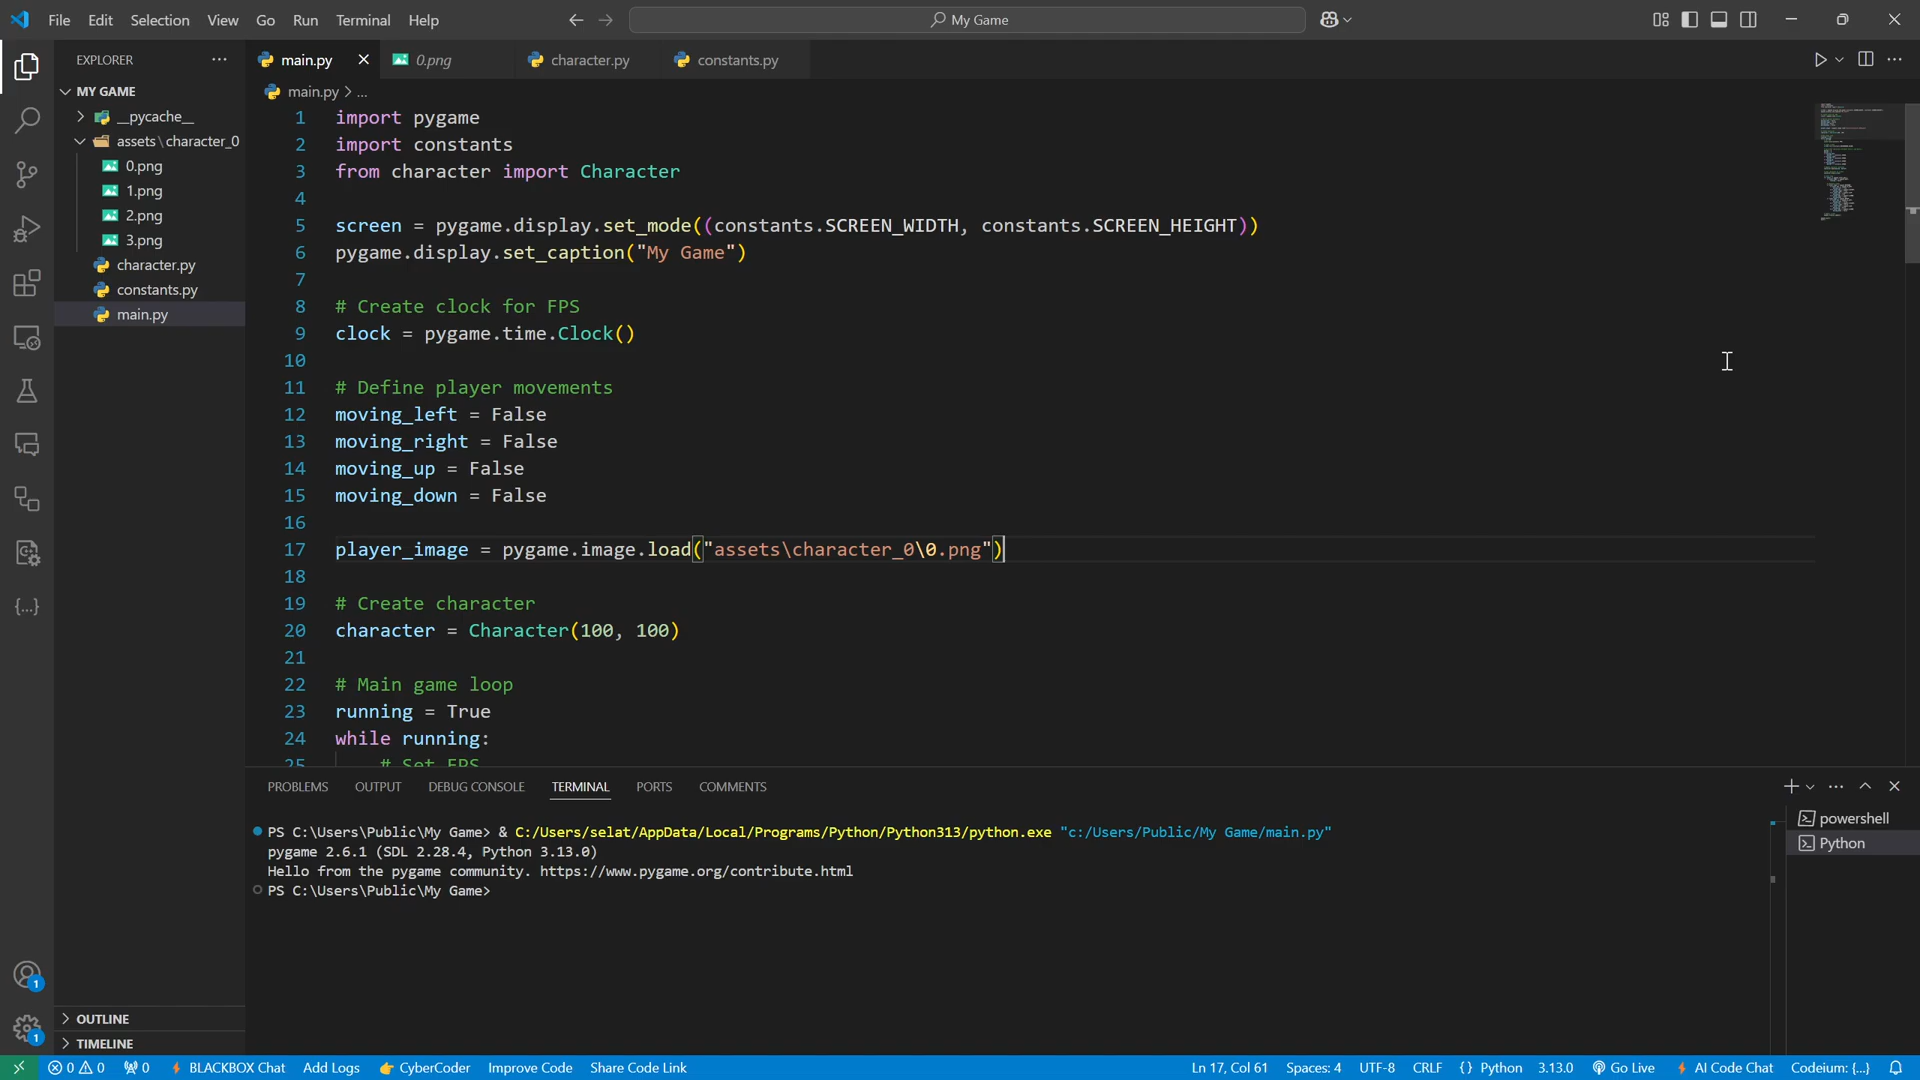 File Edit Selection View Go Run Terminal Help
My Game
EXPLORER
main.py
0.png
character.py
constants.py
MY GAME
main.py > ...
__pycache__
assets\character_0
0.png
1.png
2.png
3.png
character.py
constants.py
main.py
1 import pygame
2 import constants
3 from character import Character
4
5 screen = pygame.display.set_mode((constants.SCREEN_WIDTH, constants.SCREEN_HEIGHT))
6 pygame.display.set_caption("My Game")
7
8 # Create clock for FPS
9 clock = pygame.time.Clock()
10
11 # Define player movements
12 moving_left = False
13 moving_right = False
14 moving_up = False
15 moving_down = False
16
17 player_image = pygame.image.load("assets\character_0\0.png")
18
19 # Create character
20 character = Character(100, 100)
21
22 # Main game loop
23 running = True
24 while running:
25 # Set FPS
PROBLEMS OUTPUT DEBUG CONSOLE TERMINAL PORTS COMMENTS
PS C:\Users\Public\My Game> & C:/Users/selat/AppData/Local/Programs/Python/Python313/python.exe "c:/Users/Public/My Game/main.py"
pygame 2.6.1 (SDL 2.28.4, Python 3.13.0)
Hello from the pygame community. https://www.pygame.org/contribute.html
PS C:\Users\Public\My Game>
powershell
Python
1
OUTLINE
1
TIMELINE
0 0 0 BLACKBOX Chat Add Logs CyberCoder Improve Code Share Code Link Ln 17, Col 61 Spaces: 4 UTF-8 CRLF {} Python 3.13.0 Go Live AI Code Chat Codeium: {...}